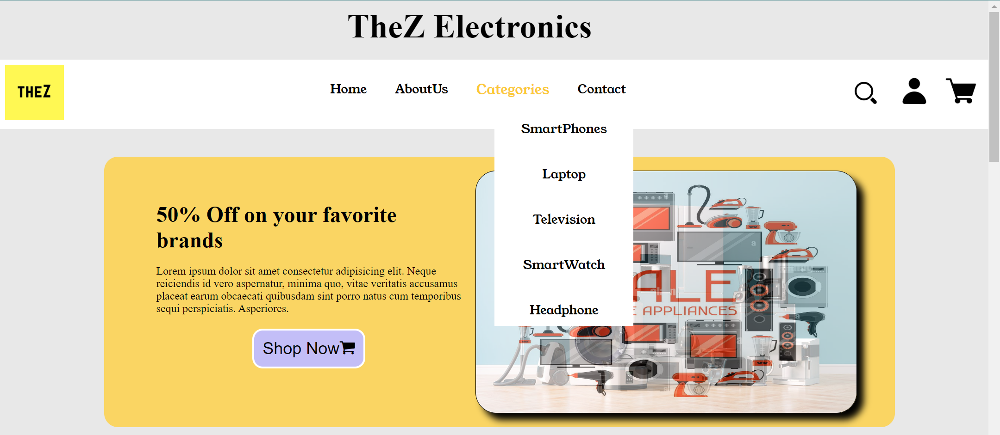 TheZ Electronics
THEZ
Home AboutUs Categories Contact
SmartPhones
Laptop
Television
SmartWatch
Headphone
50% Off on your favorite
brands
Lorem ipsum dolor sit amet consectetur adipisicing elit. Neque
reiciendis id vero aspernatur, minima quo, vitae veritatis accusamus
placeat earum obcaecati quibusdam sint porro natus cum temporibus
sequi perspiciatis. Asperiores.
Shop Now
ALE
E APPLIANCES